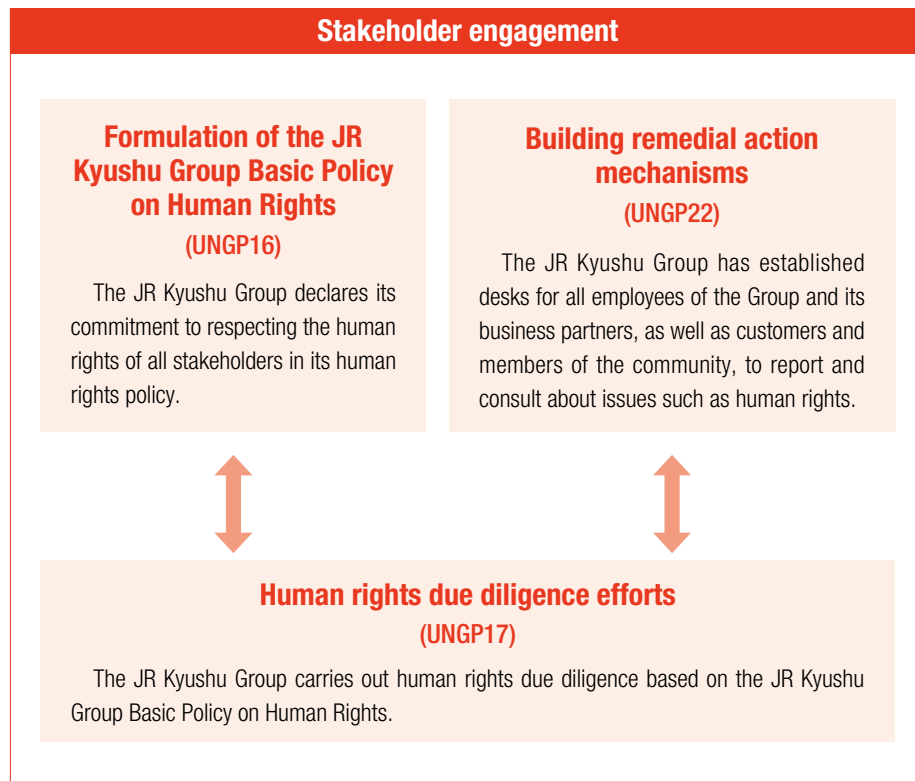 Stakeholder engagement
Formulation of the JR
Kyushu Group Basic Policy
on Human Rights
(UNGP16)
The JR Kyushu Group declares its
commitment to respecting the human
rights of all stakeholders in its human
rights policy.
Building remedial action
mechanisms
(UNGP22)
The JR Kyushu Group has established
desks for all employees of the Group and its
business partners, as well as customers and
members of the community, to report and
consult about issues such as human rights.
Human rights due diligence efforts
(UNGP17)
The JR Kyushu Group carries out human rights due diligence based on the JR Kyushu
Group Basic Policy on Human Rights.